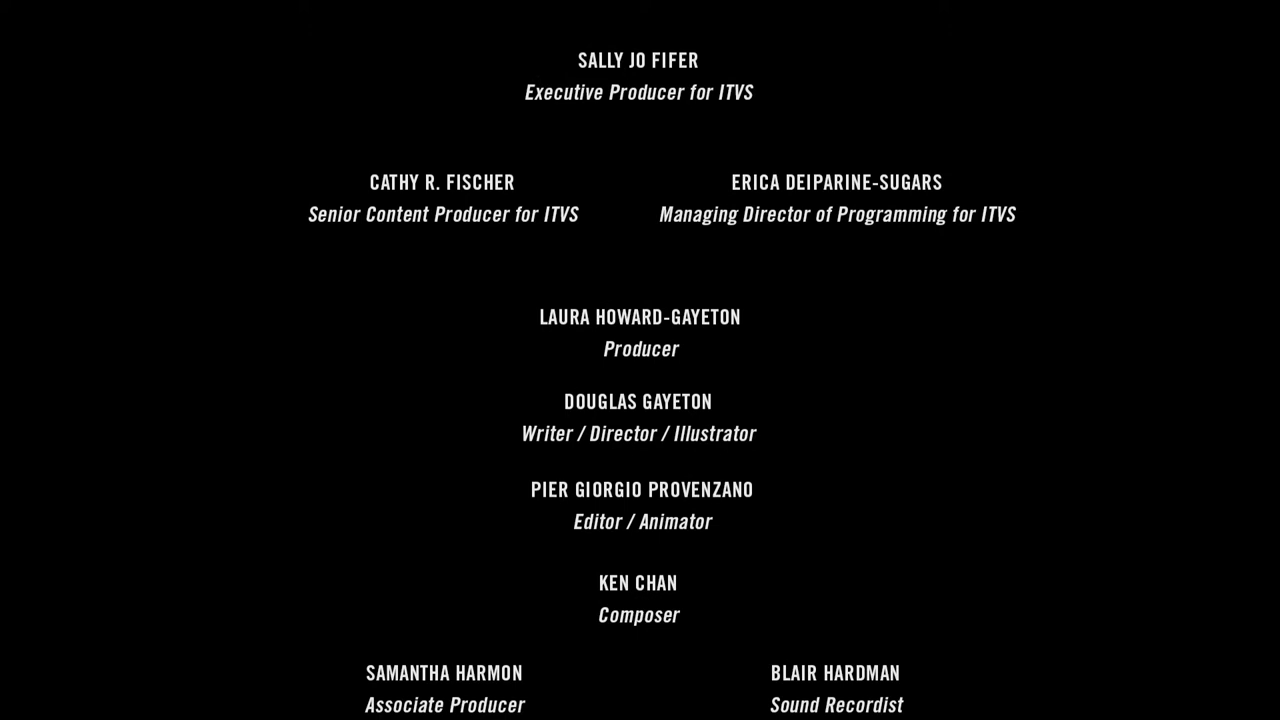 SALLY JO FIFER
Executive Producer for ITVS
CATHY R. FISCHER
Senior Content Producer for ITVS
ERICA DEIPARINE-SUGARS
Managing Director of Programming for ITVS
LAURA HOWARD-GAYETON
Producer
DOUGLAS GAYETON
Writer / Director / Illustrator
PIER GIORGIO PROVENZANO
Editor / Animator
KEN CHAN
Composer
SAMANTHA HARMON
Associate Producer
BLAIR HARDMAN
Sound Recordist